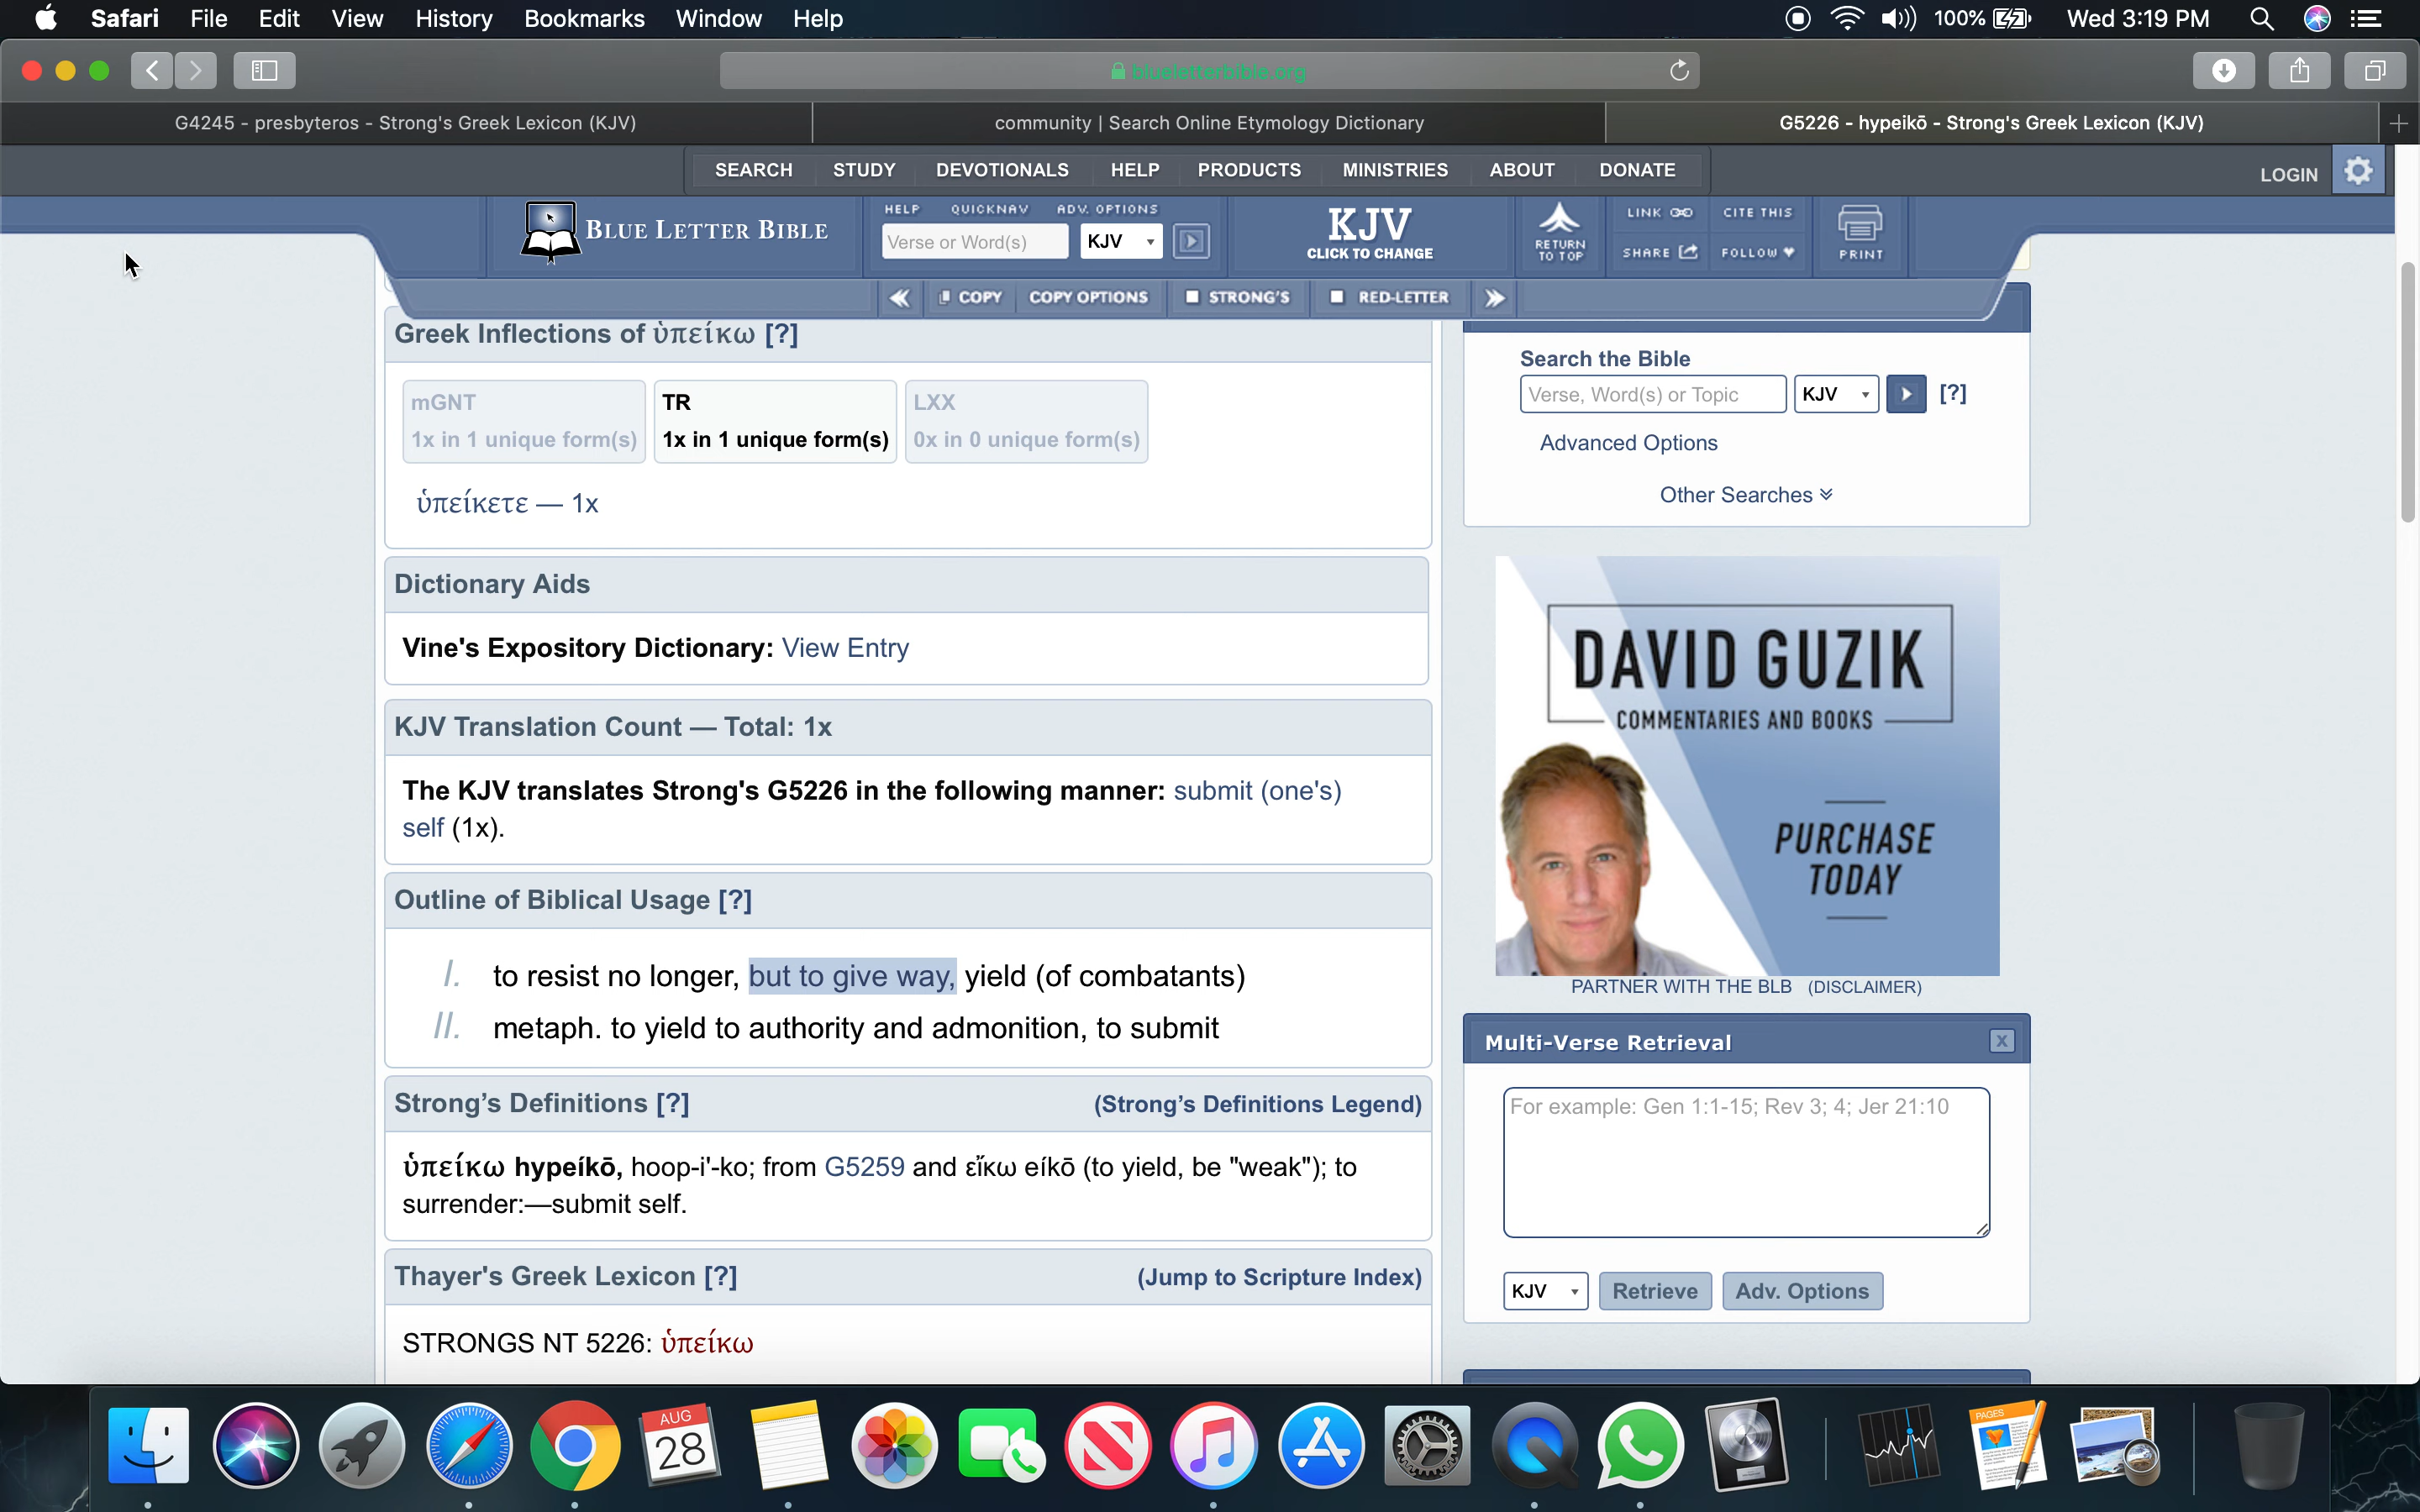 Safari File Edit View History Bookmarks Window Help 100% Wed 3:19 PM
blueletterbible.org
G4245 - presbyteros - Strong's Greek Lexicon (KJV) community | Search Online Etymology Dictionary G5226 - hypeikō - Strong's Greek Lexicon (KJV)
SEARCH STUDY DEVOTIONALS HELP PRODUCTS MINISTRIES ABOUT DONATE LOGIN
BLUE LETTER BIBLE
HELP QUICKNAV ADV. OPTIONS
Verse or Word(s) KJV
KJV
CLICK TO CHANGE
RETURN
TO TOP
LINK CITE THIS
SHARE FOLLOW
PRINT
COPY COPY OPTIONS STRONG'S RED-LETTER
Greek Inflections of ὑπείκω [?]
mGNT
1x in 1 unique form(s)
TR
1x in 1 unique form(s)
LXX
0x in 0 unique form(s)
ὑπείκετε — 1x
Dictionary Aids
Vine's Expository Dictionary: View Entry
KJV Translation Count — Total: 1x
The KJV translates Strong's G5226 in the following manner: submit (one's)
self (1x).
Outline of Biblical Usage [?]
I. to resist no longer, but to give way, yield (of combatants)
II. metaph. to yield to authority and admonition, to submit
Strong’s Definitions [?] (Strong’s Definitions Legend)
ὑπείκω hypeíkō, hoop-i'-ko; from G5259 and εἴκω eíkō (to yield, be "weak"); to
surrender:—submit self.
Thayer's Greek Lexicon [?] (Jump to Scripture Index)
STRONGS NT 5226: ὑπείκω
Search the Bible
Verse, Word(s) or Topic KJV [?]
Advanced Options
Other Searches
DAVID GUZIK
COMMENTARIES AND BOOKS
PURCHASE
TODAY
PARTNER WITH THE BLB (DISCLAIMER)
Multi-Verse Retrieval X
For example: Gen 1:1-15; Rev 3; 4; Jer 21:10
KJV Retrieve Adv. Options
AUG
28
PAGES